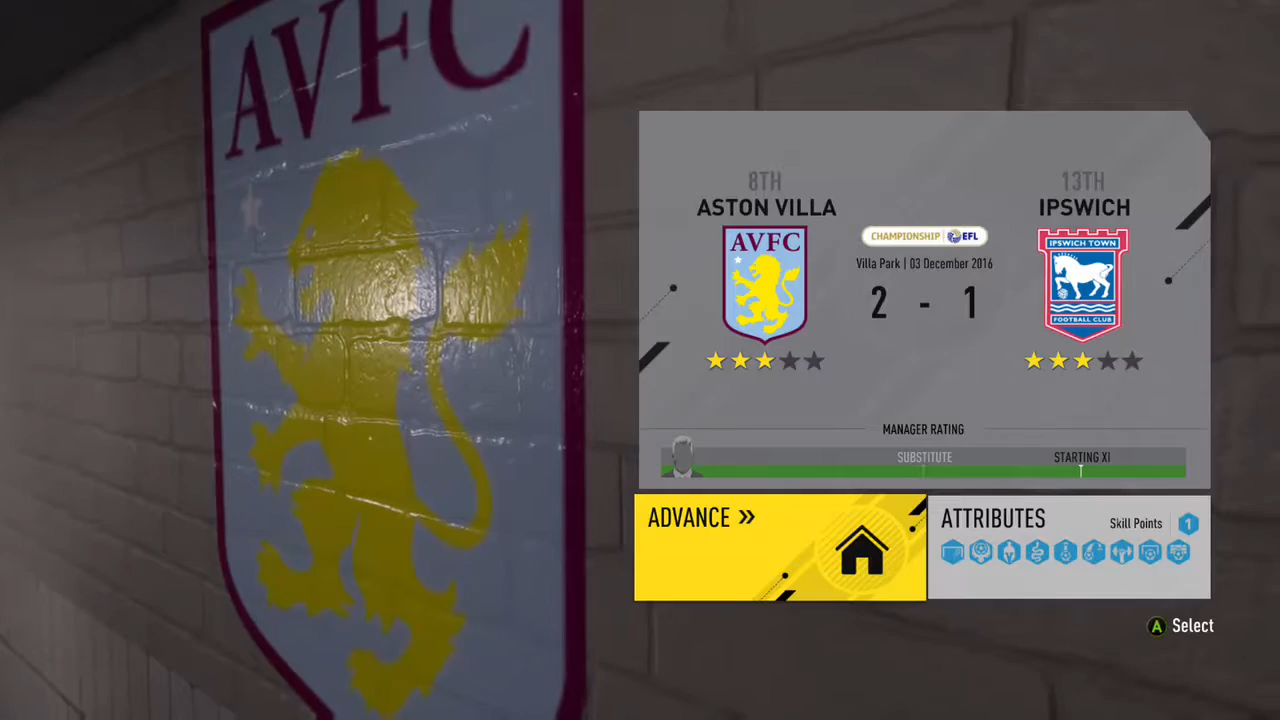 AVFC
8TH
ASTON VILLA
AVFC
CHAMPIONSHIP EFL
Villa Park | 03 December 2016
2 - 1
13TH
IPSWICH
IPSWICH TOWN
FOOTBALL CLUB
MANAGER RATING
SUBSTITUTE
STARTING XI
ADVANCE »
ATTRIBUTES
Skill Points 1
A Select